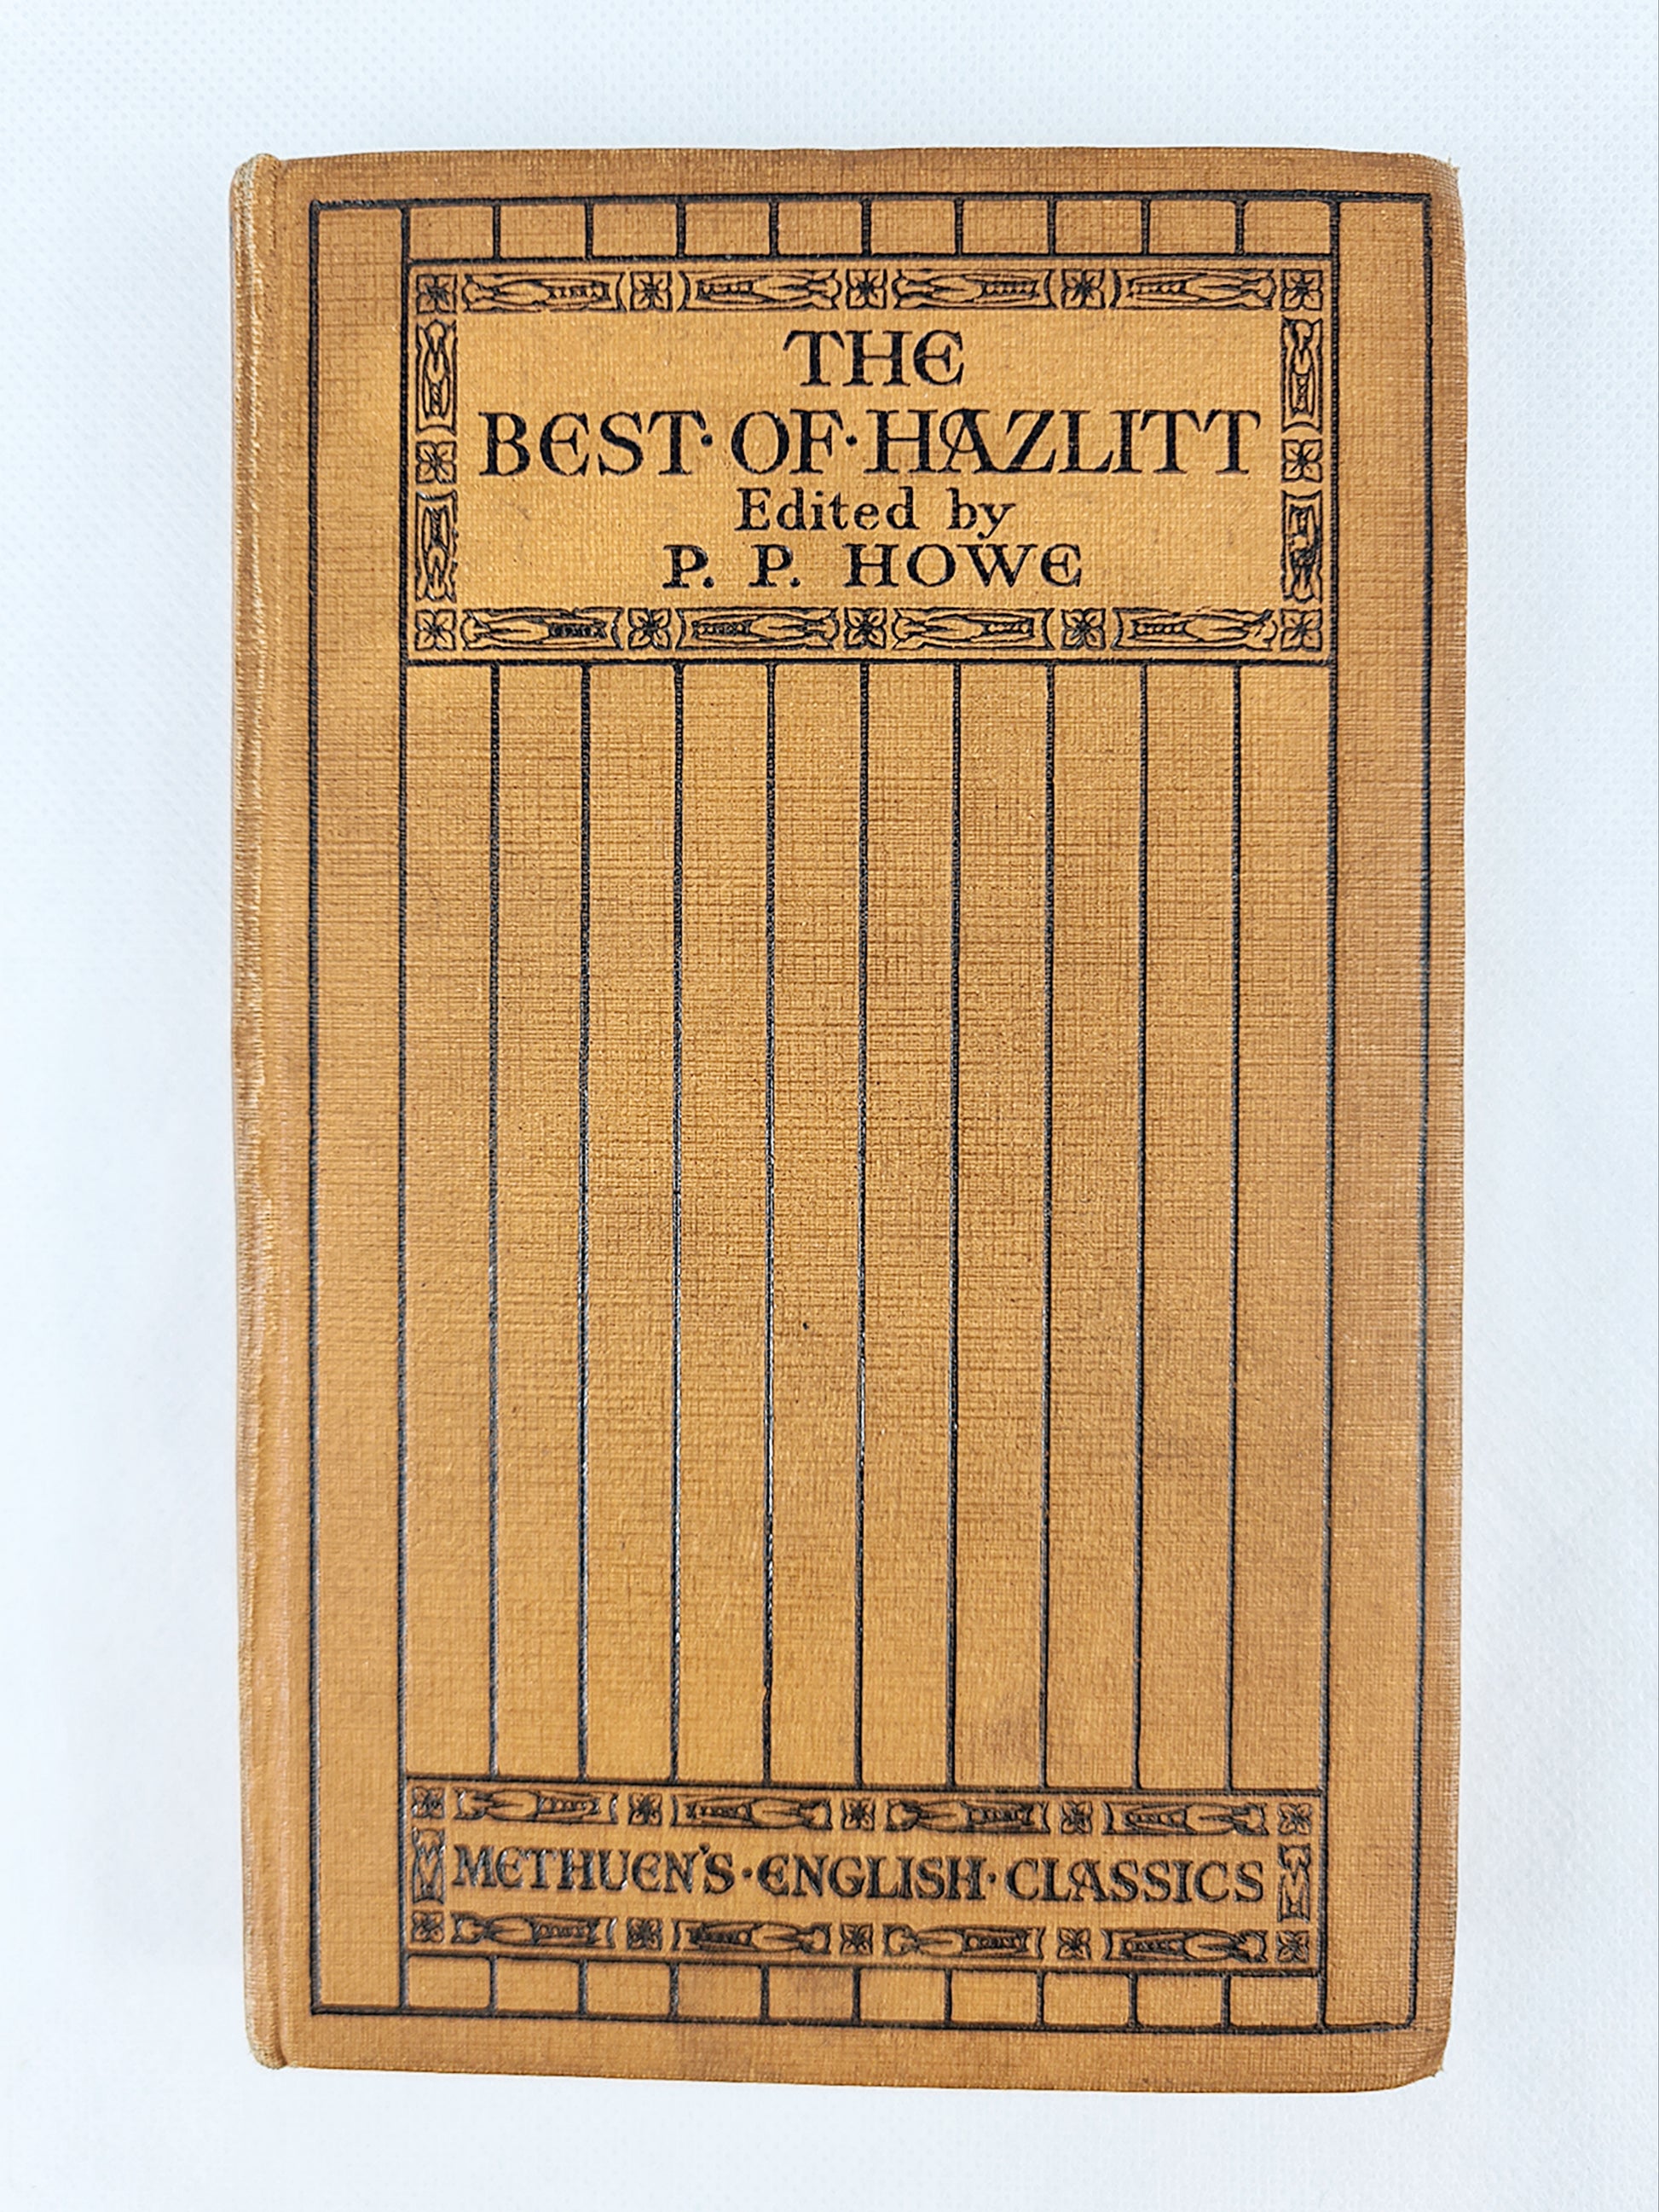 THE
BEST·OF·HAZLITT
Edited by
P. P. HOWE
METHUEN'S·ENGLISH·CLASSICS